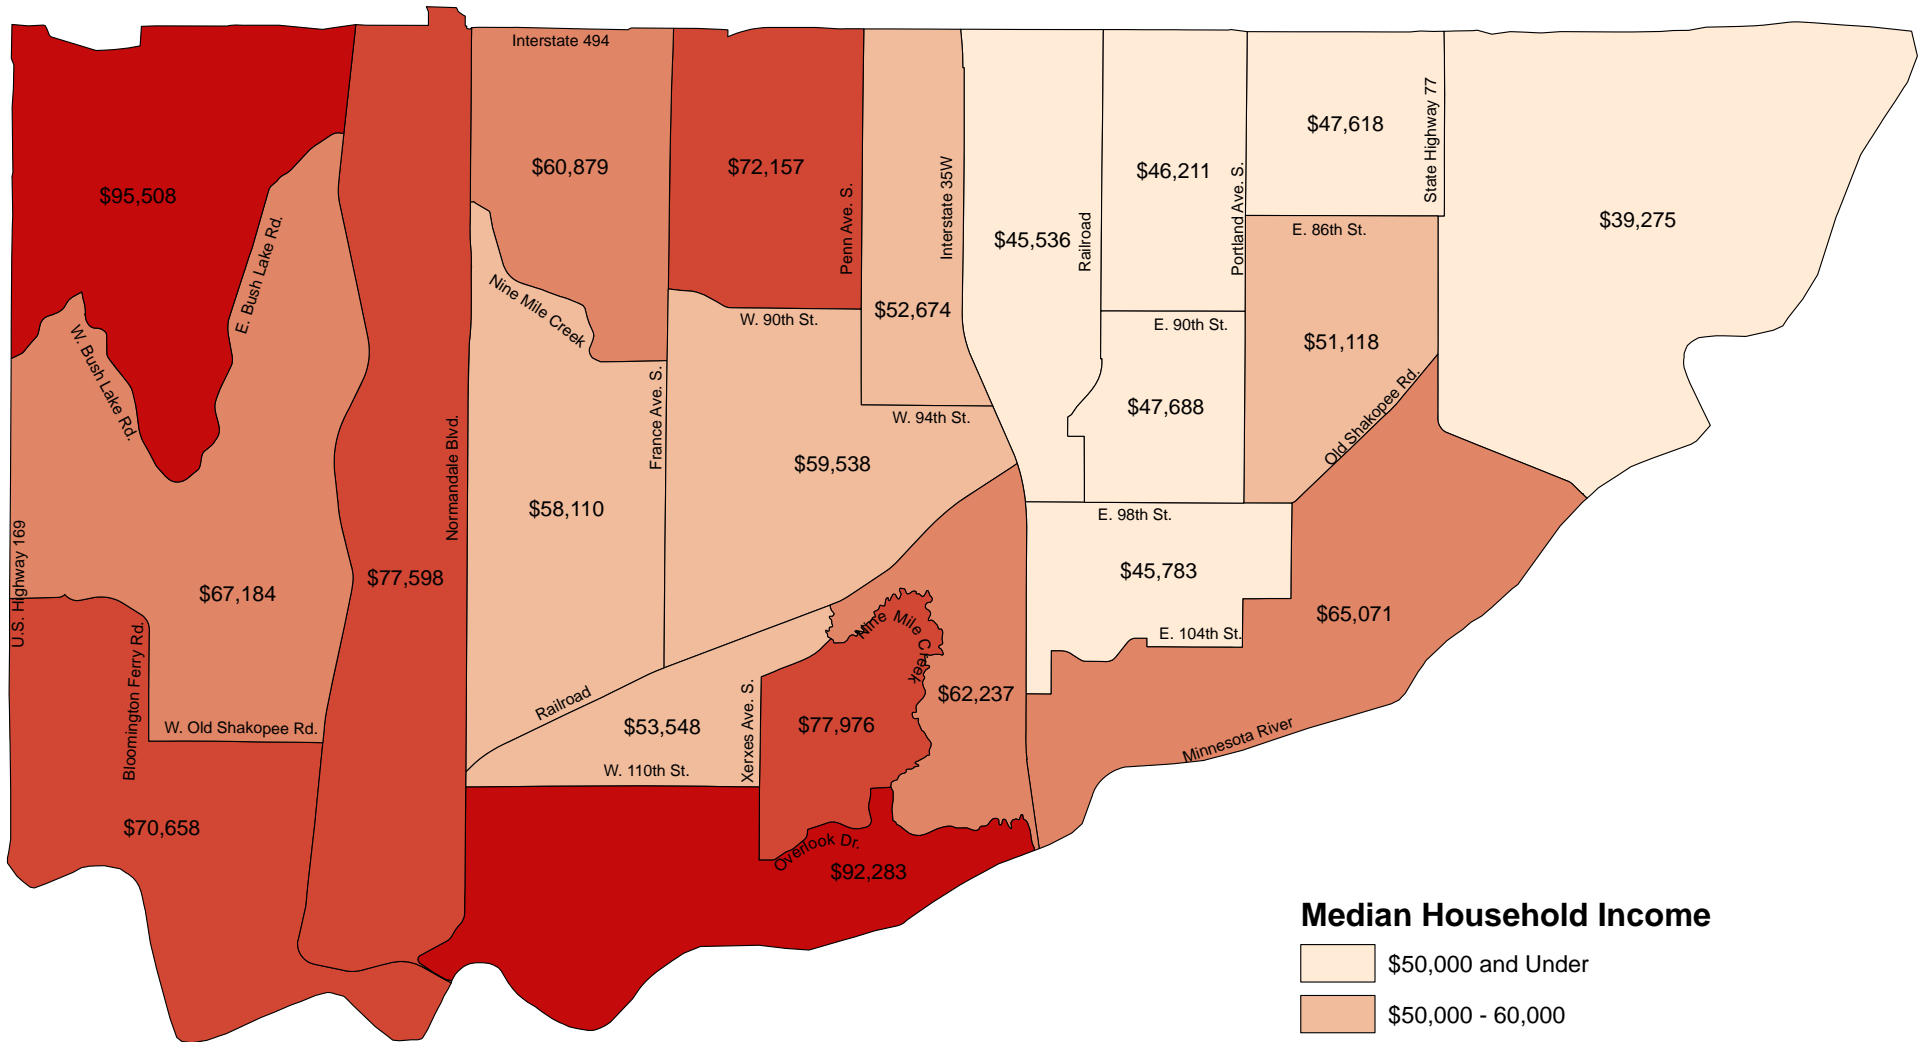 Interstate 494
State Highway 77
$47,618
$60,879
$72,157
$46,211
Interstate 35W
$95,508
Penn Ave. S.
Portland Ave. S.
$39,275
E. 86th St.
$45,536
Railroad
E. Bush Lake Rd.
Nine Mile Creek
$52,674
W. 90th St.
E. 90th St.
$51,118
W. Bush Lake Rd.
France Ave. S.
W. 94th St.
$47,688
Old Shakopee Rd.
Normandale Blvd.
$59,538
$58,110
E. 98th St.
U.S. Highway 169
$77,598
$67,184
$45,783
$65,071
Nine Mile Creek
E. 104th St.
Bloomington Ferry Rd.
$62,237
Railroad
Xerxes Ave. S.
W. Old Shakopee Rd.
$53,548
$77,976
Minnesota River
W. 110th St.
$70,658
Overlook Dr.
$92,283
Median Household Income
$50,000 and Under
$50,000 - 60,000